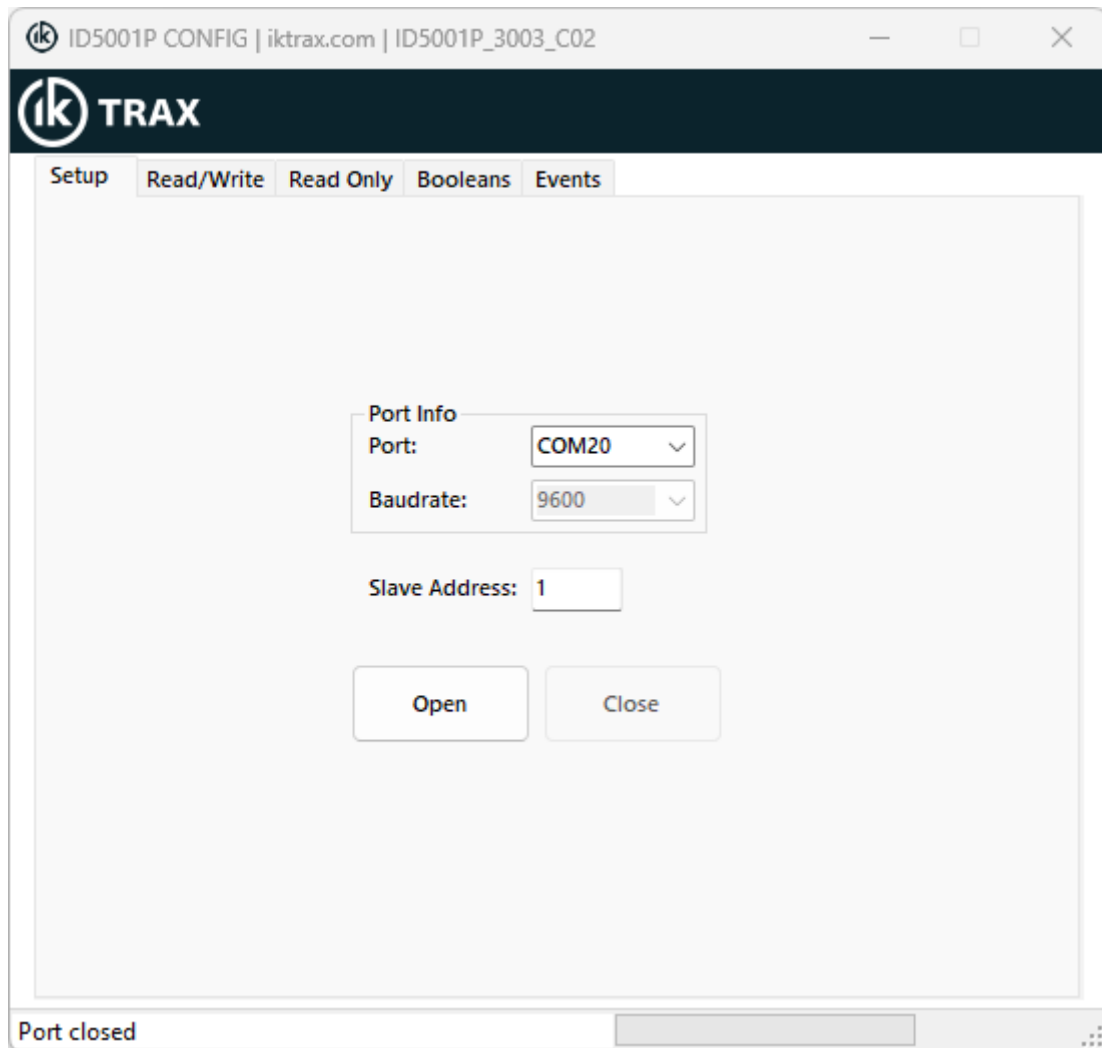 ik ID5001P CONFIG | iktrax.com | ID5001P_3003_C02
ik TRAX
Setup Read/Write Read Only Booleans Events
Port Info
Port: COM20
Baudrate: 9600
Slave Address: 1
Open Close
Port closed